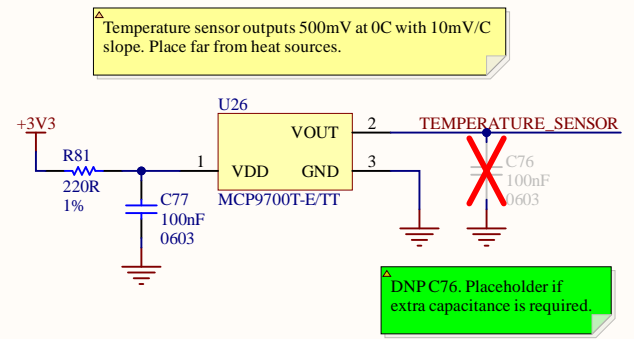 Temperature sensor outputs 500mV at 0C with 10mV/C
slope. Place far from heat sources.
U26
+3V3
VOUT
2
TEMPERATURE_SENSOR
R81
220R
1%
1
VDD
GND
3
MCP9700T-E/TT
C77
100nF
0603
C76
100nF
0603
DNP C76. Placeholder if
extra capacitance is required.